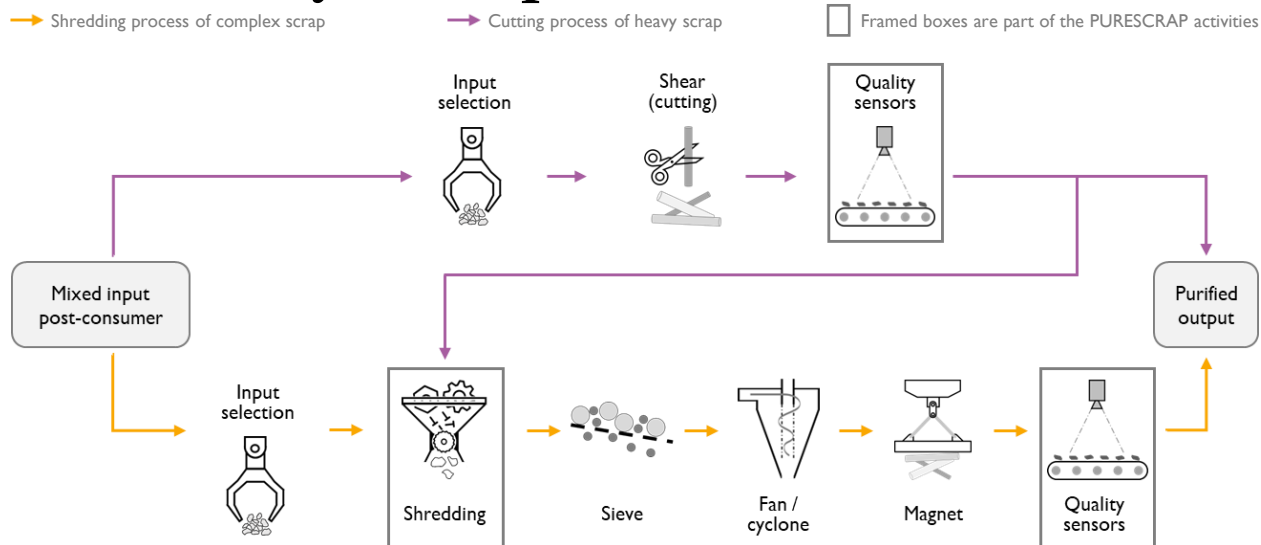 Shredding process of complex scrap
Cutting process of heavy scrap
Framed boxes are part of the PURESCRAP activities
Input
selection
Shear
(cutting)
Quality
sensors
Mixed input
post-consumer
Purified
output
Input
selection
Shredding
Sieve
Fan /
cyclone
Magnet
Quality
sensors